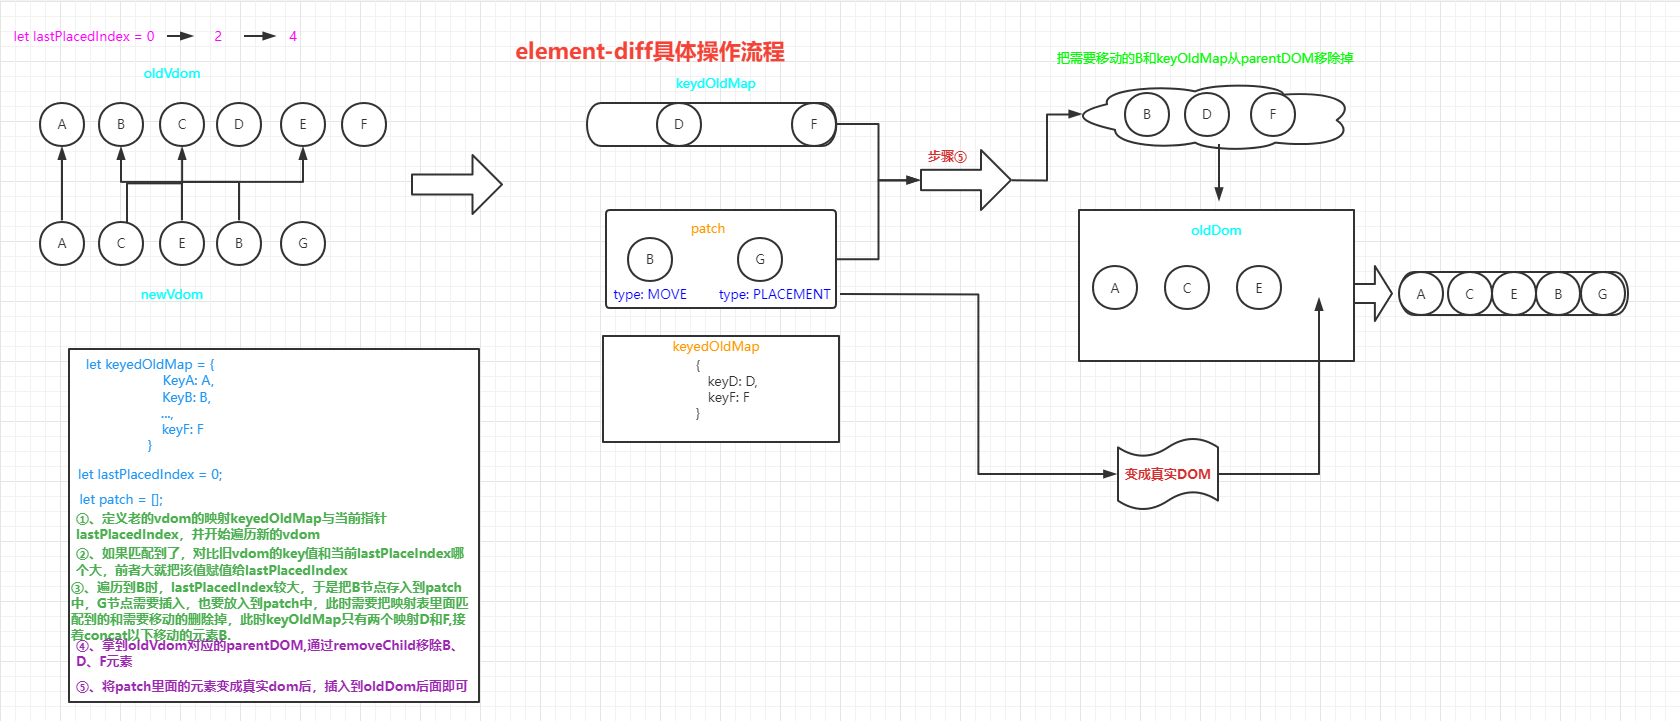 let lastPlacedIndex = 0 2 4
element-diff具体操作流程
oldVdom
A B C D E F
A C E B G
newVdom
let keyedOldMap = {
KeyA: A,
KeyB: B,
...,
keyF: F
}
let lastPlacedIndex = 0;
let patch = [];
①、定义老的vdom的映射keyedOldMap与当前指针
lastPlacedIndex，并开始遍历新的vdom
②、如果匹配到了，对比旧vdom的key值和当前lastPlaceIndex哪
个大，前者大就把该值赋值给lastPlacedIndex
③、遍历到B时，lastPlacedIndex较大，于是把B节点存入到patch
中，G节点需要插入，也要放入到patch中，此时需要把映射表里面匹
配到的和需要移动的删除掉，此时keyOldMap只有两个映射D和F,接
着concat以下移动的元素B.
④、拿到oldVdom对应的parentDOM,通过removeChild移除B、
D、F元素
⑤、将patch里面的元素变成真实dom后，插入到oldDom后面即可
keydOldMap
D F
patch
B G
type: MOVE type: PLACEMENT
keyedOldMap
{
keyD: D,
keyF: F
}
步骤⑤
把需要移动的B和keyOldMap从parentDOM移除掉
B D F
oldDom
A C E
变成真实DOM
A C E B G